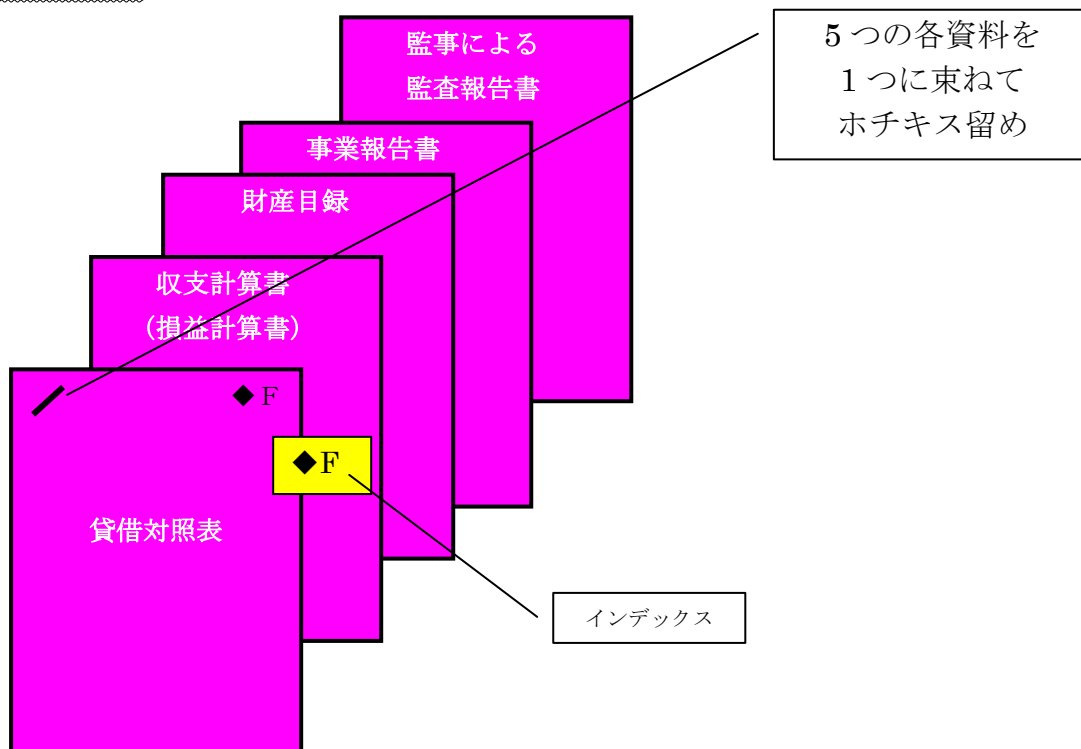 監事による
監査報告書
5 つの各資料を
1 つに束ねて
ホチキス留め
事業報告書
財産目録
収支計算書
（損益計算書）
◆F
◆F
貸借対照表
インデックス